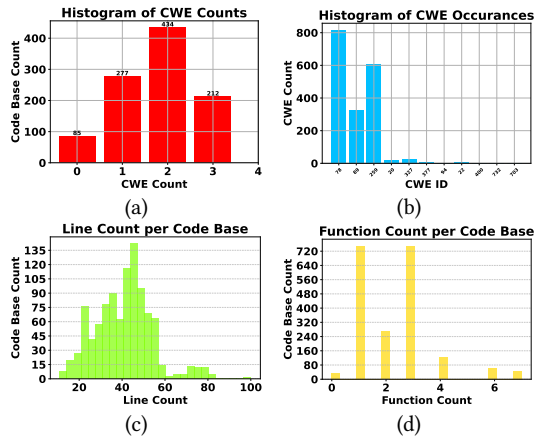 Histogram of CWE Counts
Code Base Count
400
300
200
100
0
85
277
434
212
0 1 2 3 4
CWE Count
(a)
Histogram of CWE Occurances
CWE Count
800
600
400
200
0
78 89 259 20 327 377 94 22 400 732 703
CWE ID
(b)
Line Count per Code Base
Code Base Count
135
120
105
90
75
60
45
30
15
0
20 40 60 80 100
Line Count
(c)
Function Count per Code Base
Code Base Count
720
640
560
480
400
320
240
160
80
0
0 2 4 6
Function Count
(d)